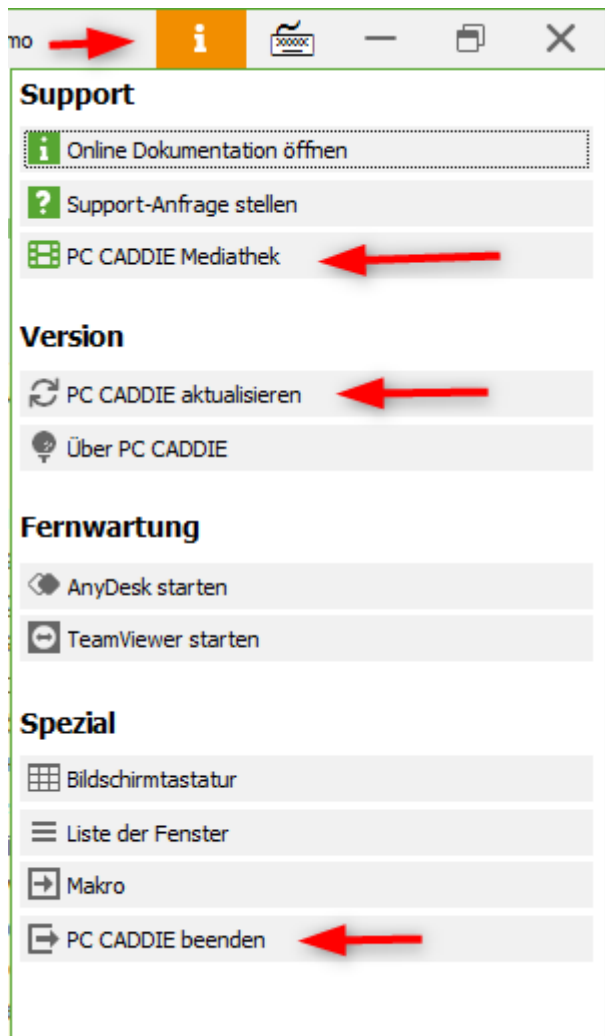 mo
Support
Online Dokumentation öffnen
Support-Anfrage stellen
PC CADDIE Mediathek
Version
PC CADDIE aktualisieren
Über PC CADDIE
Fernwartung
AnyDesk starten
TeamViewer starten
Spezial
Bildschirmtastatur
Liste der Fenster
Makro
PC CADDIE beenden